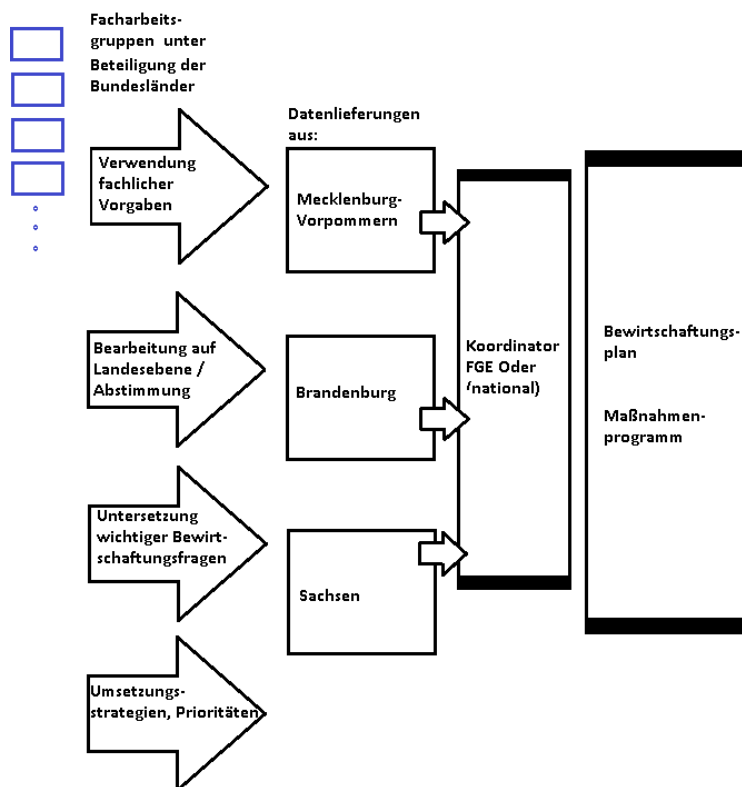 Facharbeits-
gruppen unter
Beteiligung der
Bundesländer
Verwendung
fachlicher
Vorgaben
Bearbeitung auf
Landesebene /
Abstimmung
Untersetzung
wichtiger Bewirt-
schaftungsfragen
Umsetzungs-
strategien, Prioritäten
Datenlieferungen
aus:
Mecklenburg-
Vorpommern
Brandenburg
Sachsen
Koordinator
FGE Oder
(national)
Bewirtschaftungs-
plan
Maßnahmen-
programm